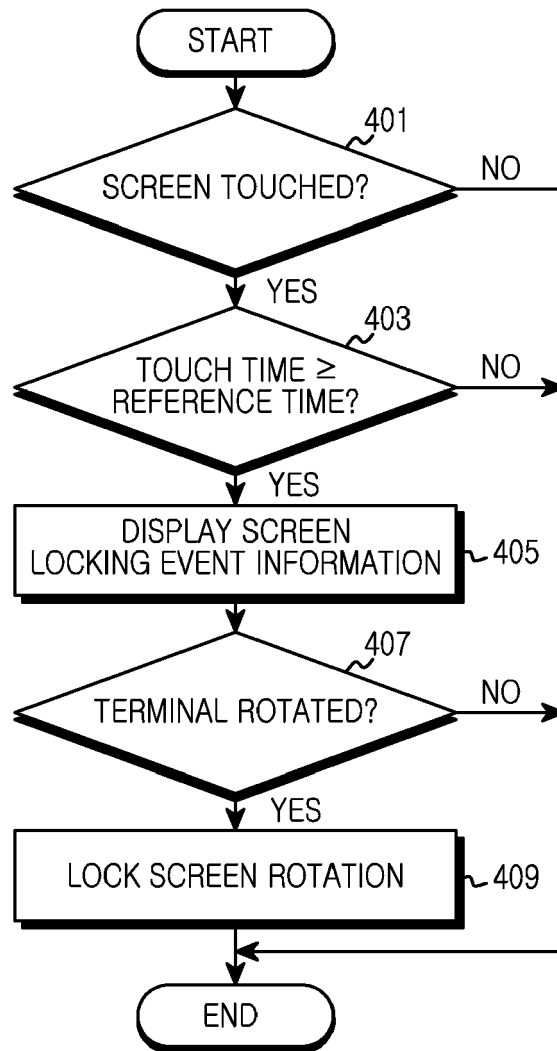 START
401
SCREEN TOUCHED?
NO
YES
403
TOUCH TIME ≥
REFERENCE TIME?
NO
YES
DISPLAY SCREEN
LOCKING EVENT INFORMATION
405
407
TERMINAL ROTATED?
NO
YES
LOCK SCREEN ROTATION
409
END